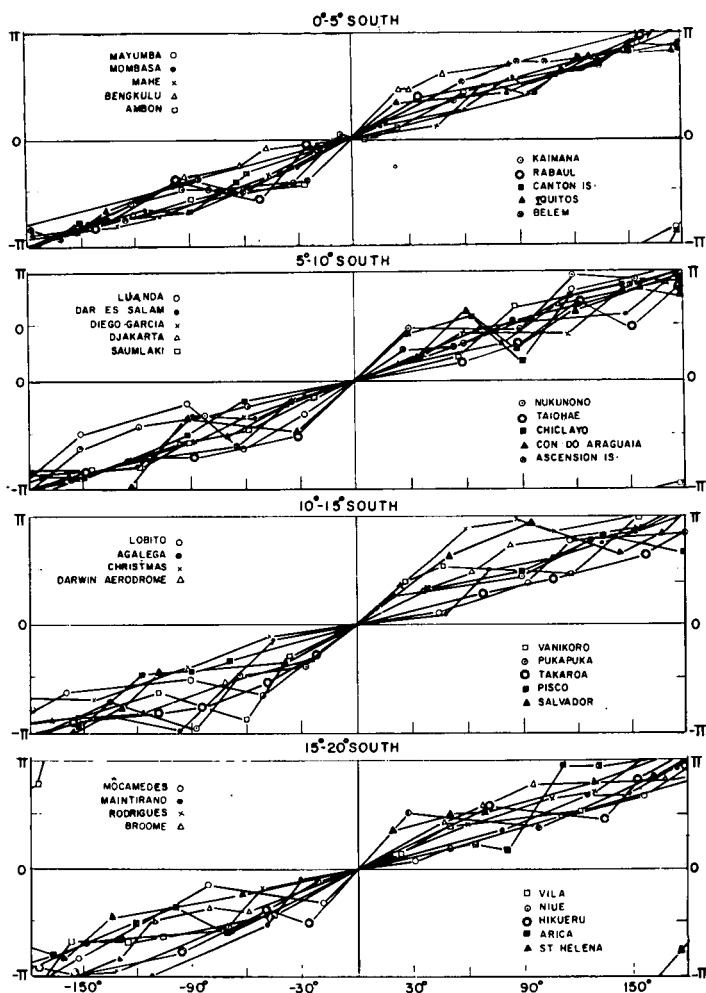 0°-5° SOUTH
π
π
MAYUMBA
MOMBASA
MAHE
BENGKULU
AMBON
0
0
KAIMANA
RABAUL
CANTON IS.
IQUITOS
BELEM
-π
-π
5°-10° SOUTH
π
π
LUANDA
DAR ES SALAM
DIEGO-GARCIA
DJAKARTA
SAUMLAKI
0
0
0
NUKUNONO
TAIOHAE
CHICLAYO
CON DO ARAGUAIA
ASCENSION IS.
-π
-π
10°-15° SOUTH
π
π
LOBITO
AGALEGA
CHRISTMAS
DARWIN AERODROME
0
0
VANIKORO
PUKAPUKA
TAKAROA
PISCO
SALVADOR
-π
-π
15°-20° SOUTH
π
π
MOCAMEDES
MAINTIRANO
RODRIGUES
BROOME
0
0
VILA
NIUE
HIKUERU
ARICA
ST HELENA
-π
-π
-150°
-90°
-30°
30°
90°
150°